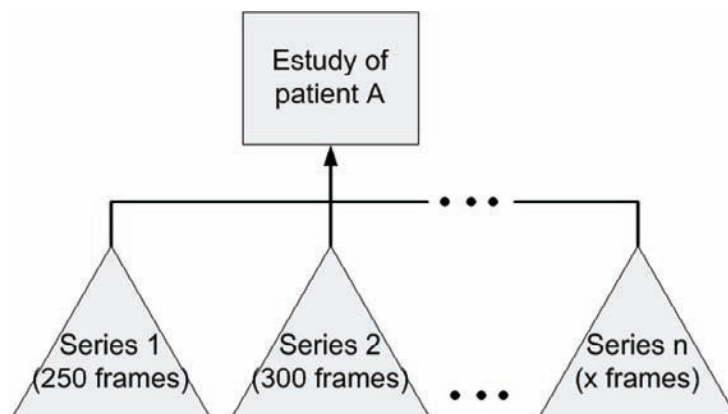 Estudy of
patient A
Series 1
(250 frames)
Series 2
(300 frames)
Series n
(x frames)